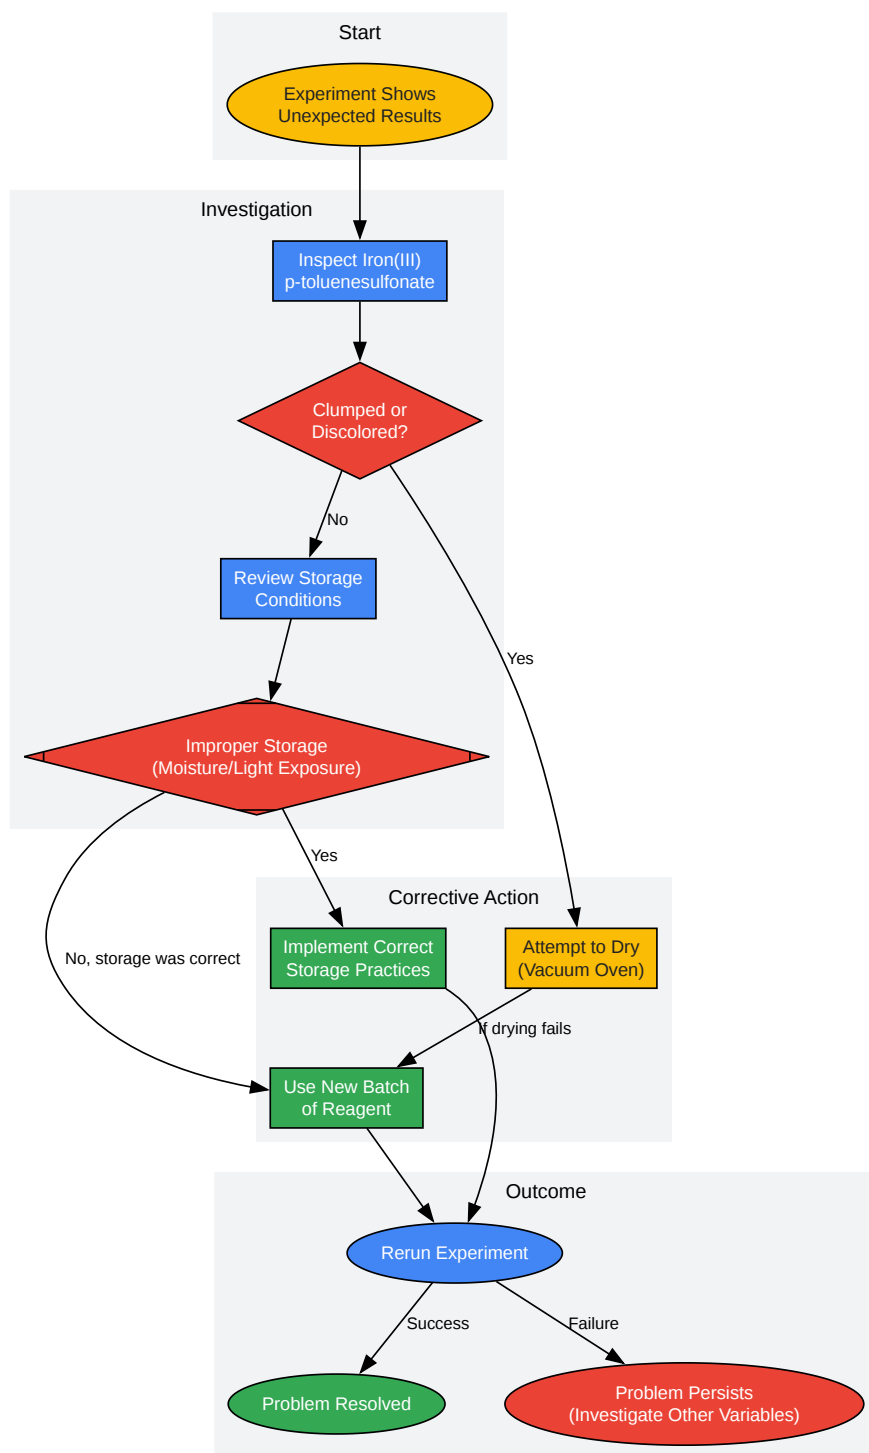 Start
Experiment Shows
Unexpected Results
Investigation
Inspect Iron(III)
p-toluenesulfonate
Clumped or
Discolored?
No
Review Storage
Conditions
Yes
Improper Storage
(Moisture/Light Exposure)
Yes
Corrective Action
Implement Correct
Storage Practices
Attempt to Dry
(Vacuum Oven)
No, storage was correct
If drying fails
Use New Batch
of Reagent
Outcome
Rerun Experiment
Success
Failure
Problem Resolved
Problem Persists
(Investigate Other Variables)